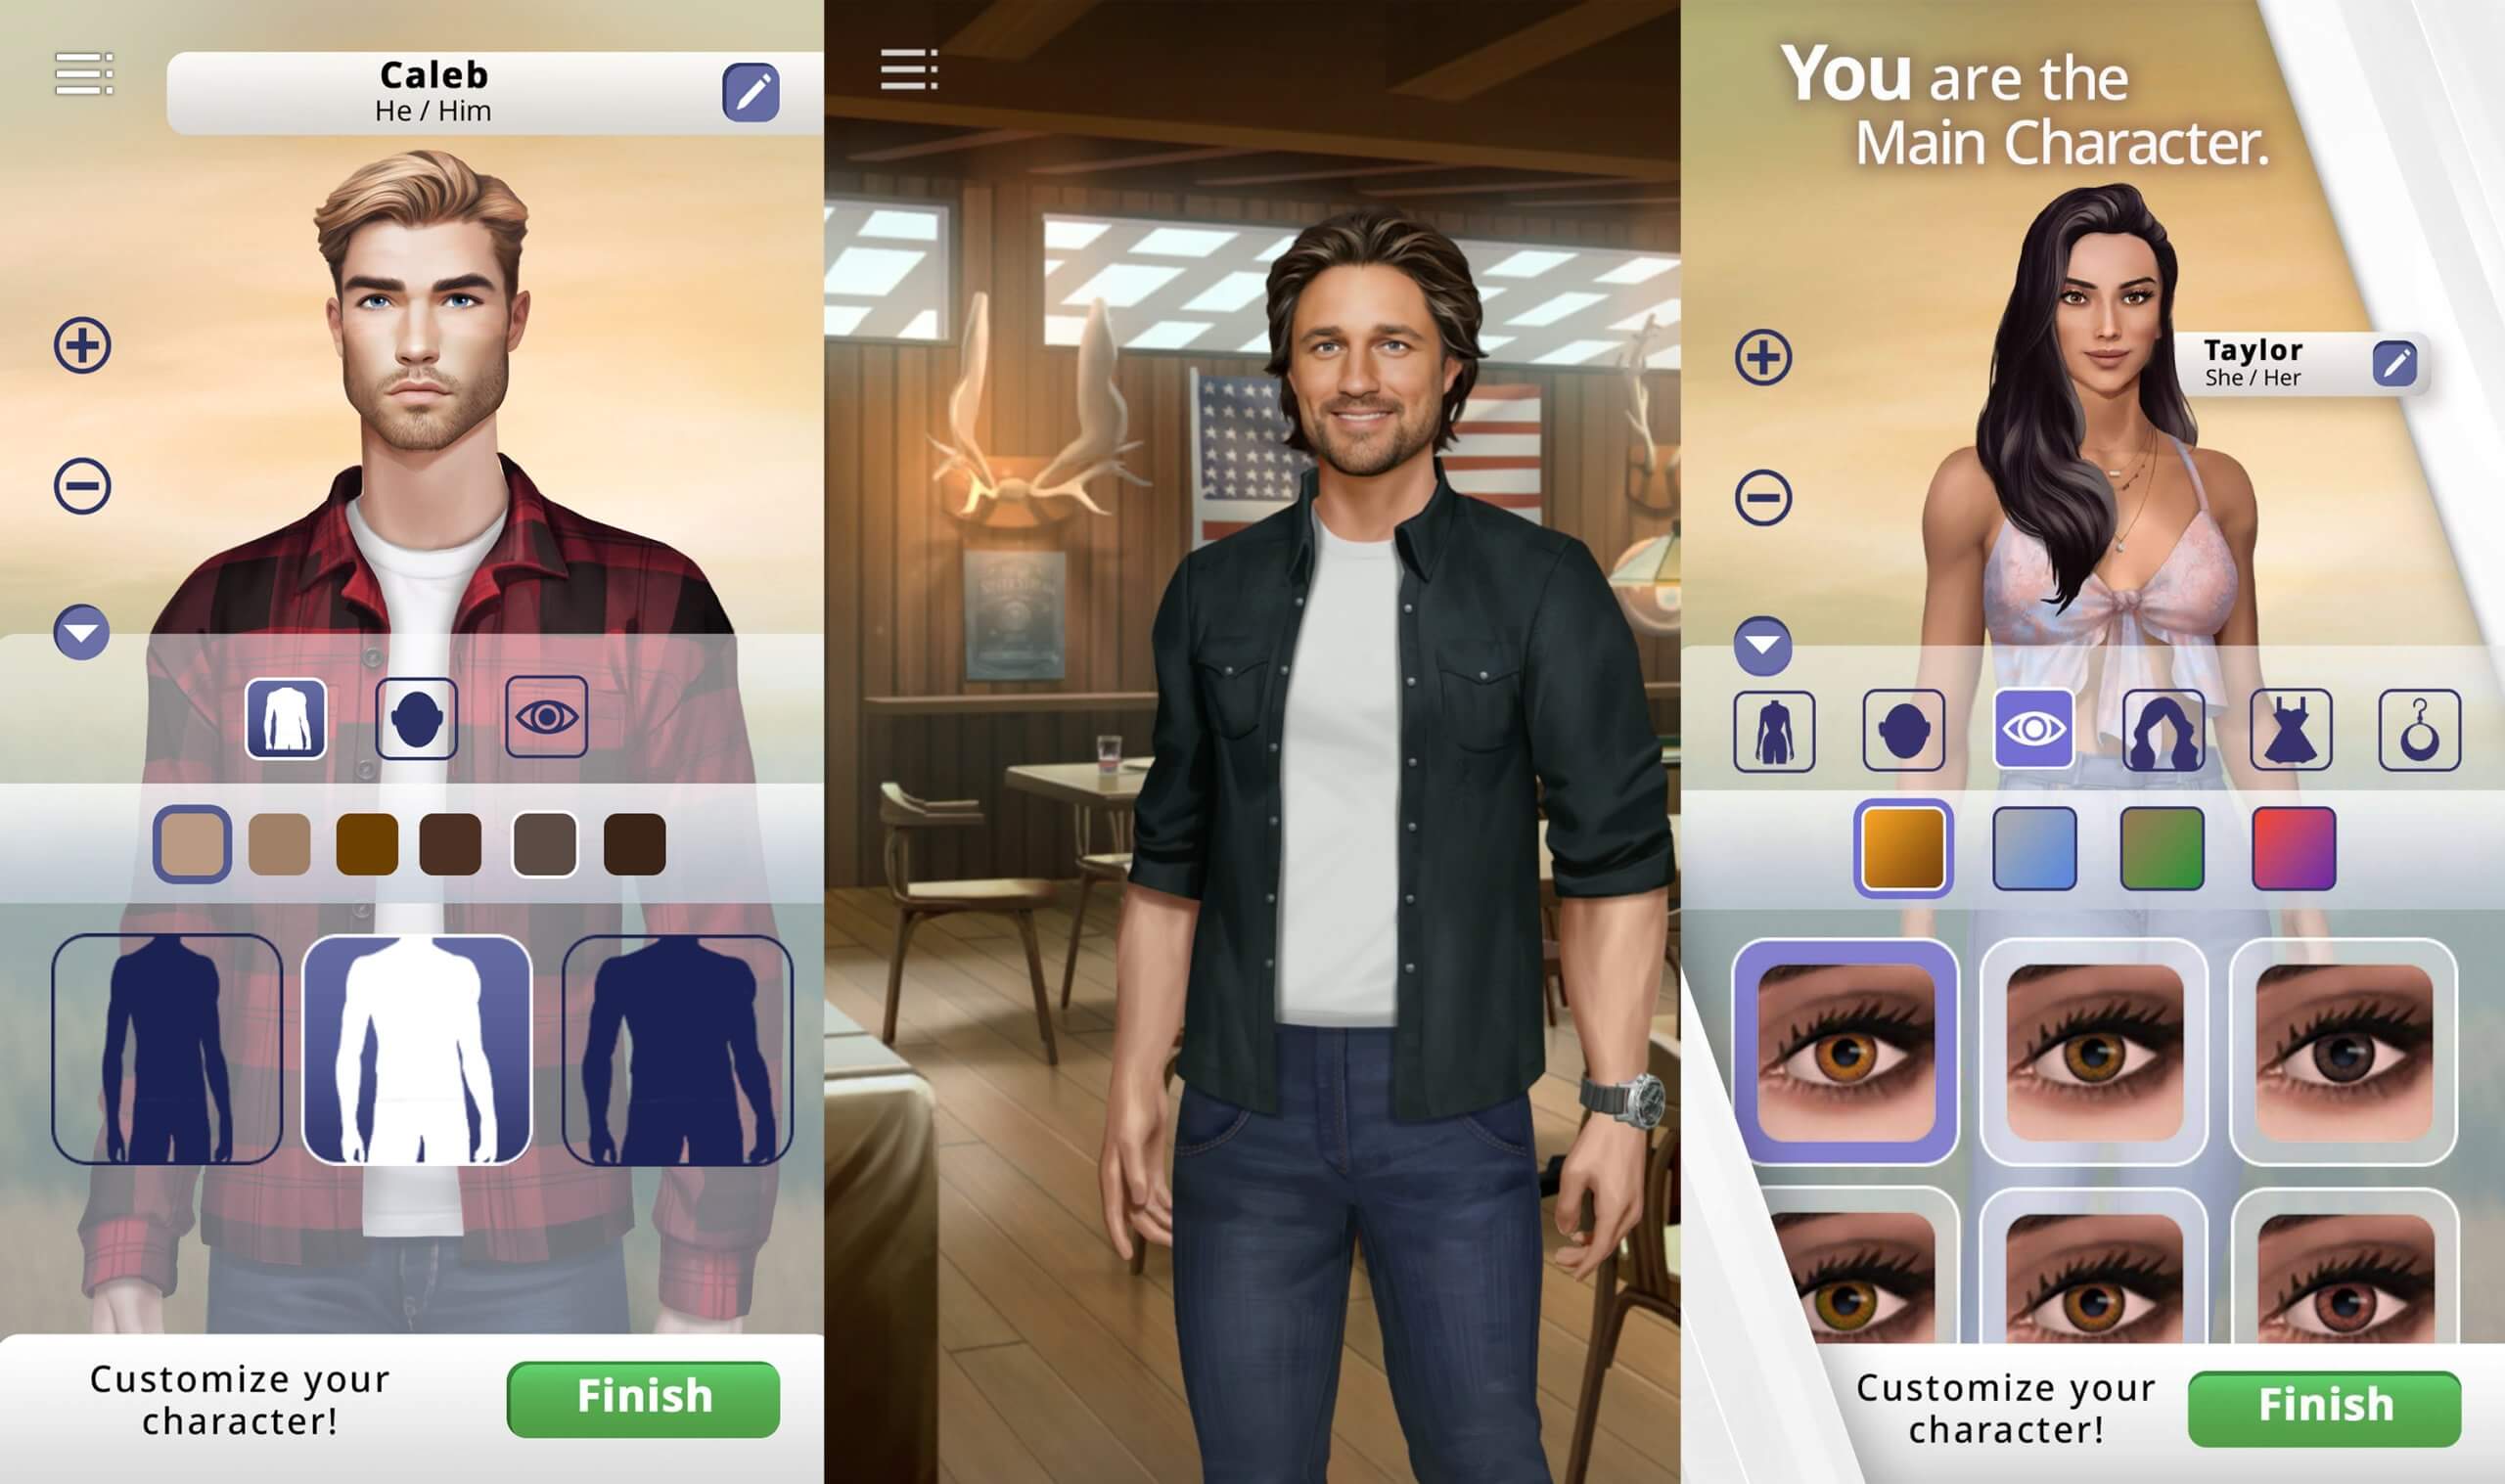 Caleb
He / Him
Customize your
character!
Finish
You are the
Main Character.
Taylor
She / Her
Customize your
character!
Finish